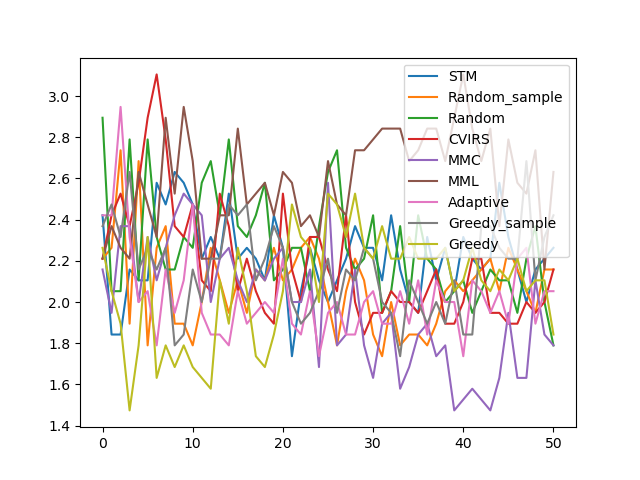 3.0
2.8
2.6
2.4
2.2
2.0
1.8
1.6
1.4
0 10 20 30 40 50
STM
Random_sample
Random
CVIRS
MMC
MML
Adaptive
Greedy_sample
Greedy